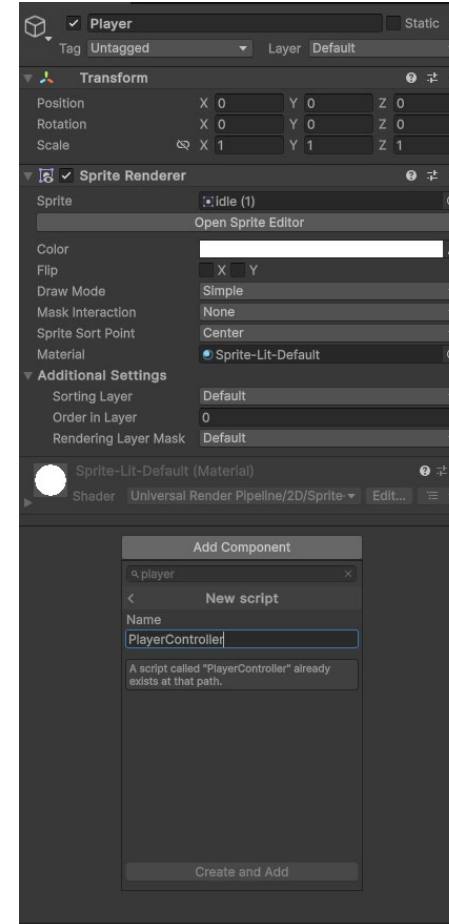 Player Static
Tag Untagged Layer Default
Transform
Position X 0 Y 0 Z 0
Rotation X 0 Y 0 Z 0
Scale X 1 Y 1 Z 1
Sprite Renderer
Sprite idle (1)
Open Sprite Editor
Color
Flip X Y
Draw Mode Simple
Mask Interaction None
Sprite Sort Point Center
Material Sprite-Lit-Default
Additional Settings
Sorting Layer Default
Order in Layer 0
Rendering Layer Mask Default
Sprite-Lit-Default (Material)
Shader Universal Render Pipeline/2D/Sprite- Edit...
Add Component
player
< New script
Name
PlayerController
A script called "PlayerController" already
exists at that path.
Create and Add